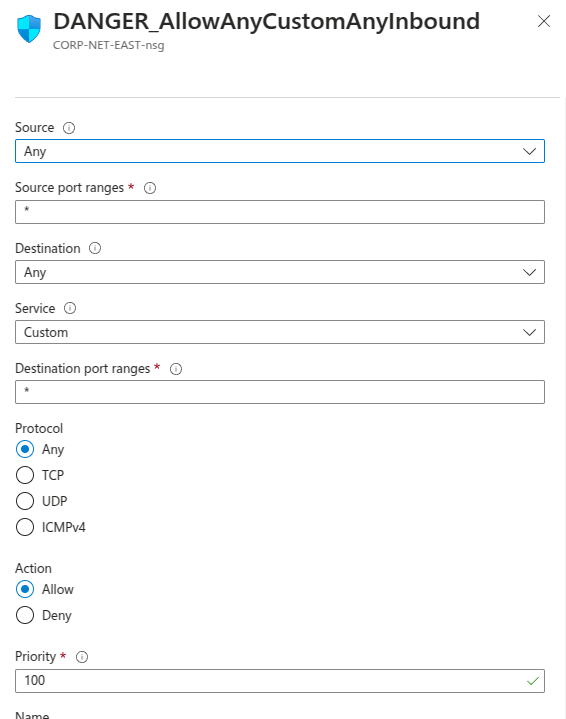 DANGER_AllowAnyCustomAnyInbound
CORP-NET-EAST-nsg
Source
Any
Source port ranges *
*
Destination
Any
Service
Custom
Destination port ranges *
*
Protocol
Any
TCP
UDP
ICMPv4
Action
Allow
Deny
Priority *
100
Name